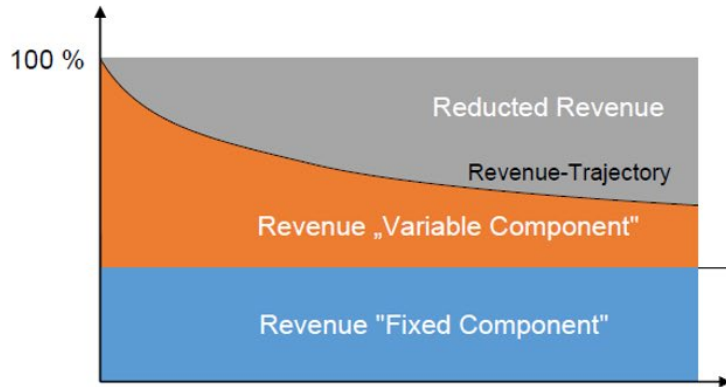 100 %
Reducted Revenue
Revenue-Trajectory
Revenue „Variable Component"
Revenue "Fixed Component"